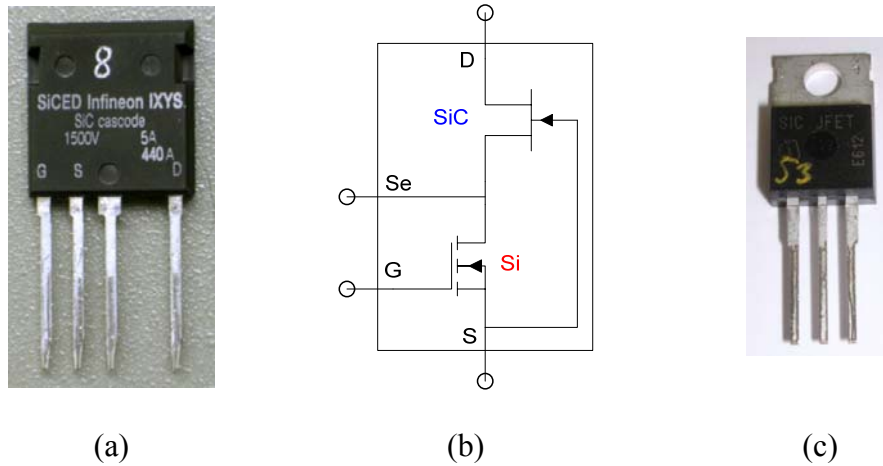 8
SiCED Infineon IXYS
SiC cascode
1500V 5A
440A
G S D
D
SiC
Se
Si
G
S
SIC JFET
53
E612
(a) (b) (c)